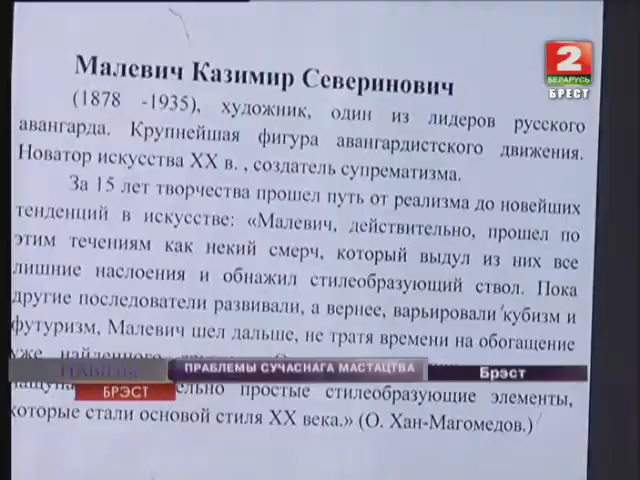 Малевич Казимир Северинович
(1878 -1935), художник, один из лидеров русского
авангарда. Крупнейшая фигура авангардистского движения.
Новатор искусства XX в. , создатель супрематизма.
За 15 лет творчества прошел путь от реализма до новейших
тенденций в искусстве: «Малевич, действительно, прошел по
этим течениям как некий смерч, который выдул из них все
лишние наслоения и обнажил стилеобразующий ствол. Пока
другие последователи развивали, а вернее, варьировали кубизм и
футуризм, Малевич шел дальше, не тратя времени на обогащение
уже найденного
простые стилеобразующие элементы,
которые стали основой стиля XX века.» (О. Хан-Магомедов.)
2
БЕЛАРУСЬ
БРЕСТ
ПРАБЛЕМЫ СУЧАСНАГА МАСТАЦТВА
Брэст
БРЭСТ